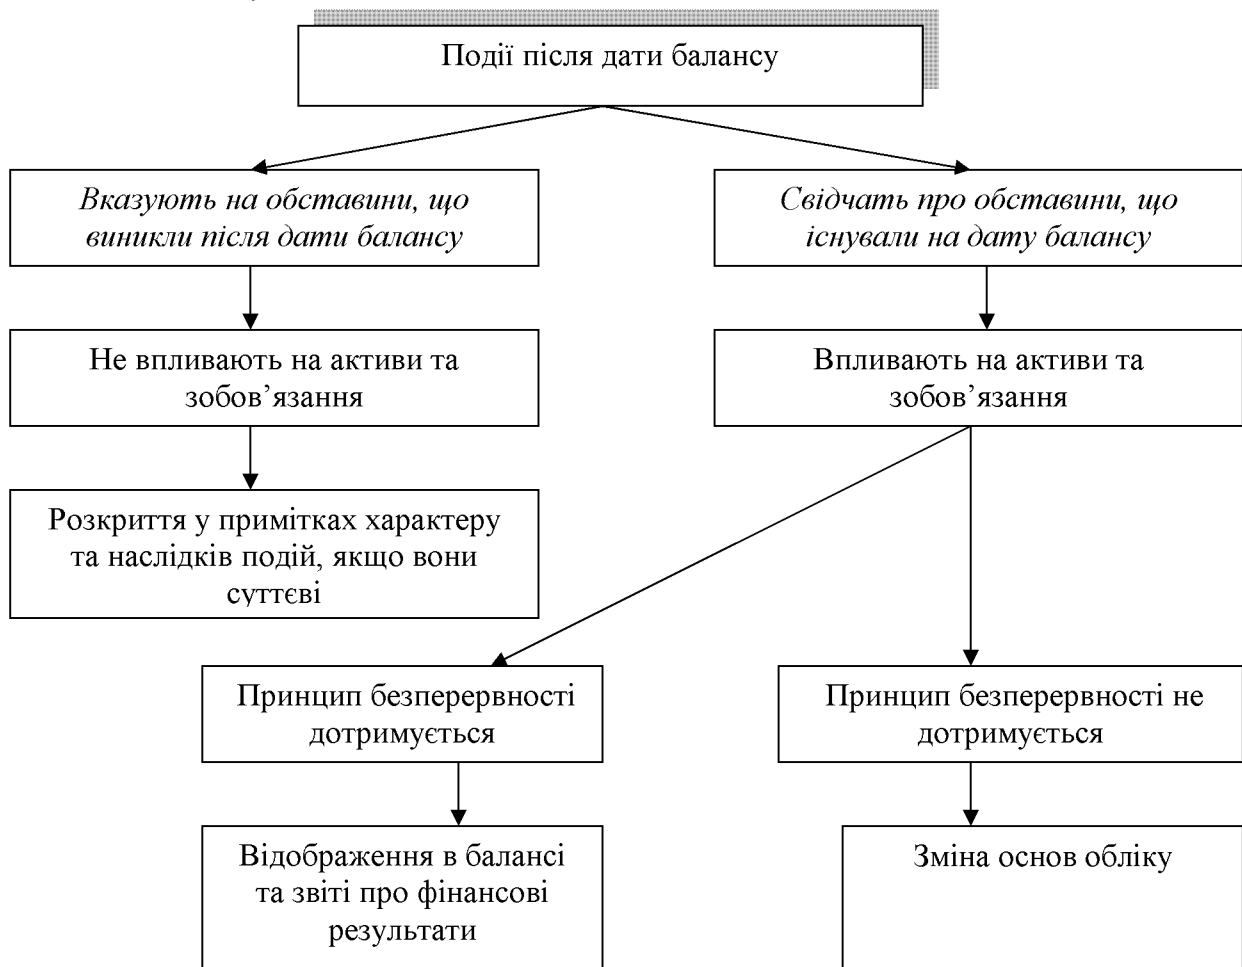 Події після дати балансу
Вказують на обставини, що
виникли після дати балансу
Свідчать про обставини, що
існували на дату балансу
Не впливають на активи та
зобов’язання
Впливають на активи та
зобов’язання
Розкриття у примітках характеру
та наслідків подій, якщо вони
суттєві
Принцип безперервності
дотримується
Принцип безперервності не
дотримується
Відображення в балансі
та звіті про фінансові
результати
Зміна основ обліку